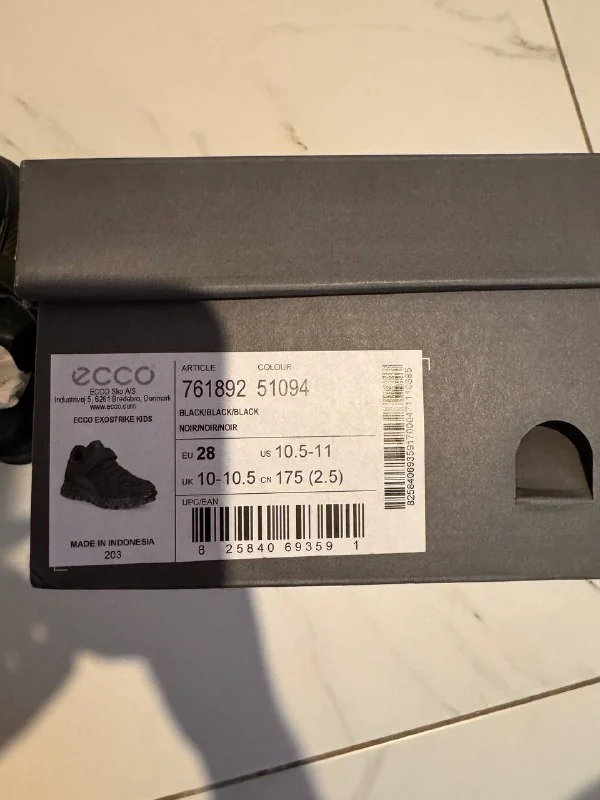 ecco
ECCO Sko A/S
Industrivej 5, 6261 Bredebro, Denmark
www.ecco.com
ECCO EXOSTRIKE KIDS
MADE IN INDONESIA
203
ARTICLE COLOUR
761892 51094
BLACK/BLACK/BLACK
NOIR/NOIR/NOIR
EU 28 US 10.5-11
UK 10-10.5 CN 175 (2.5)
UPC/EAN
8 25840 69359 1